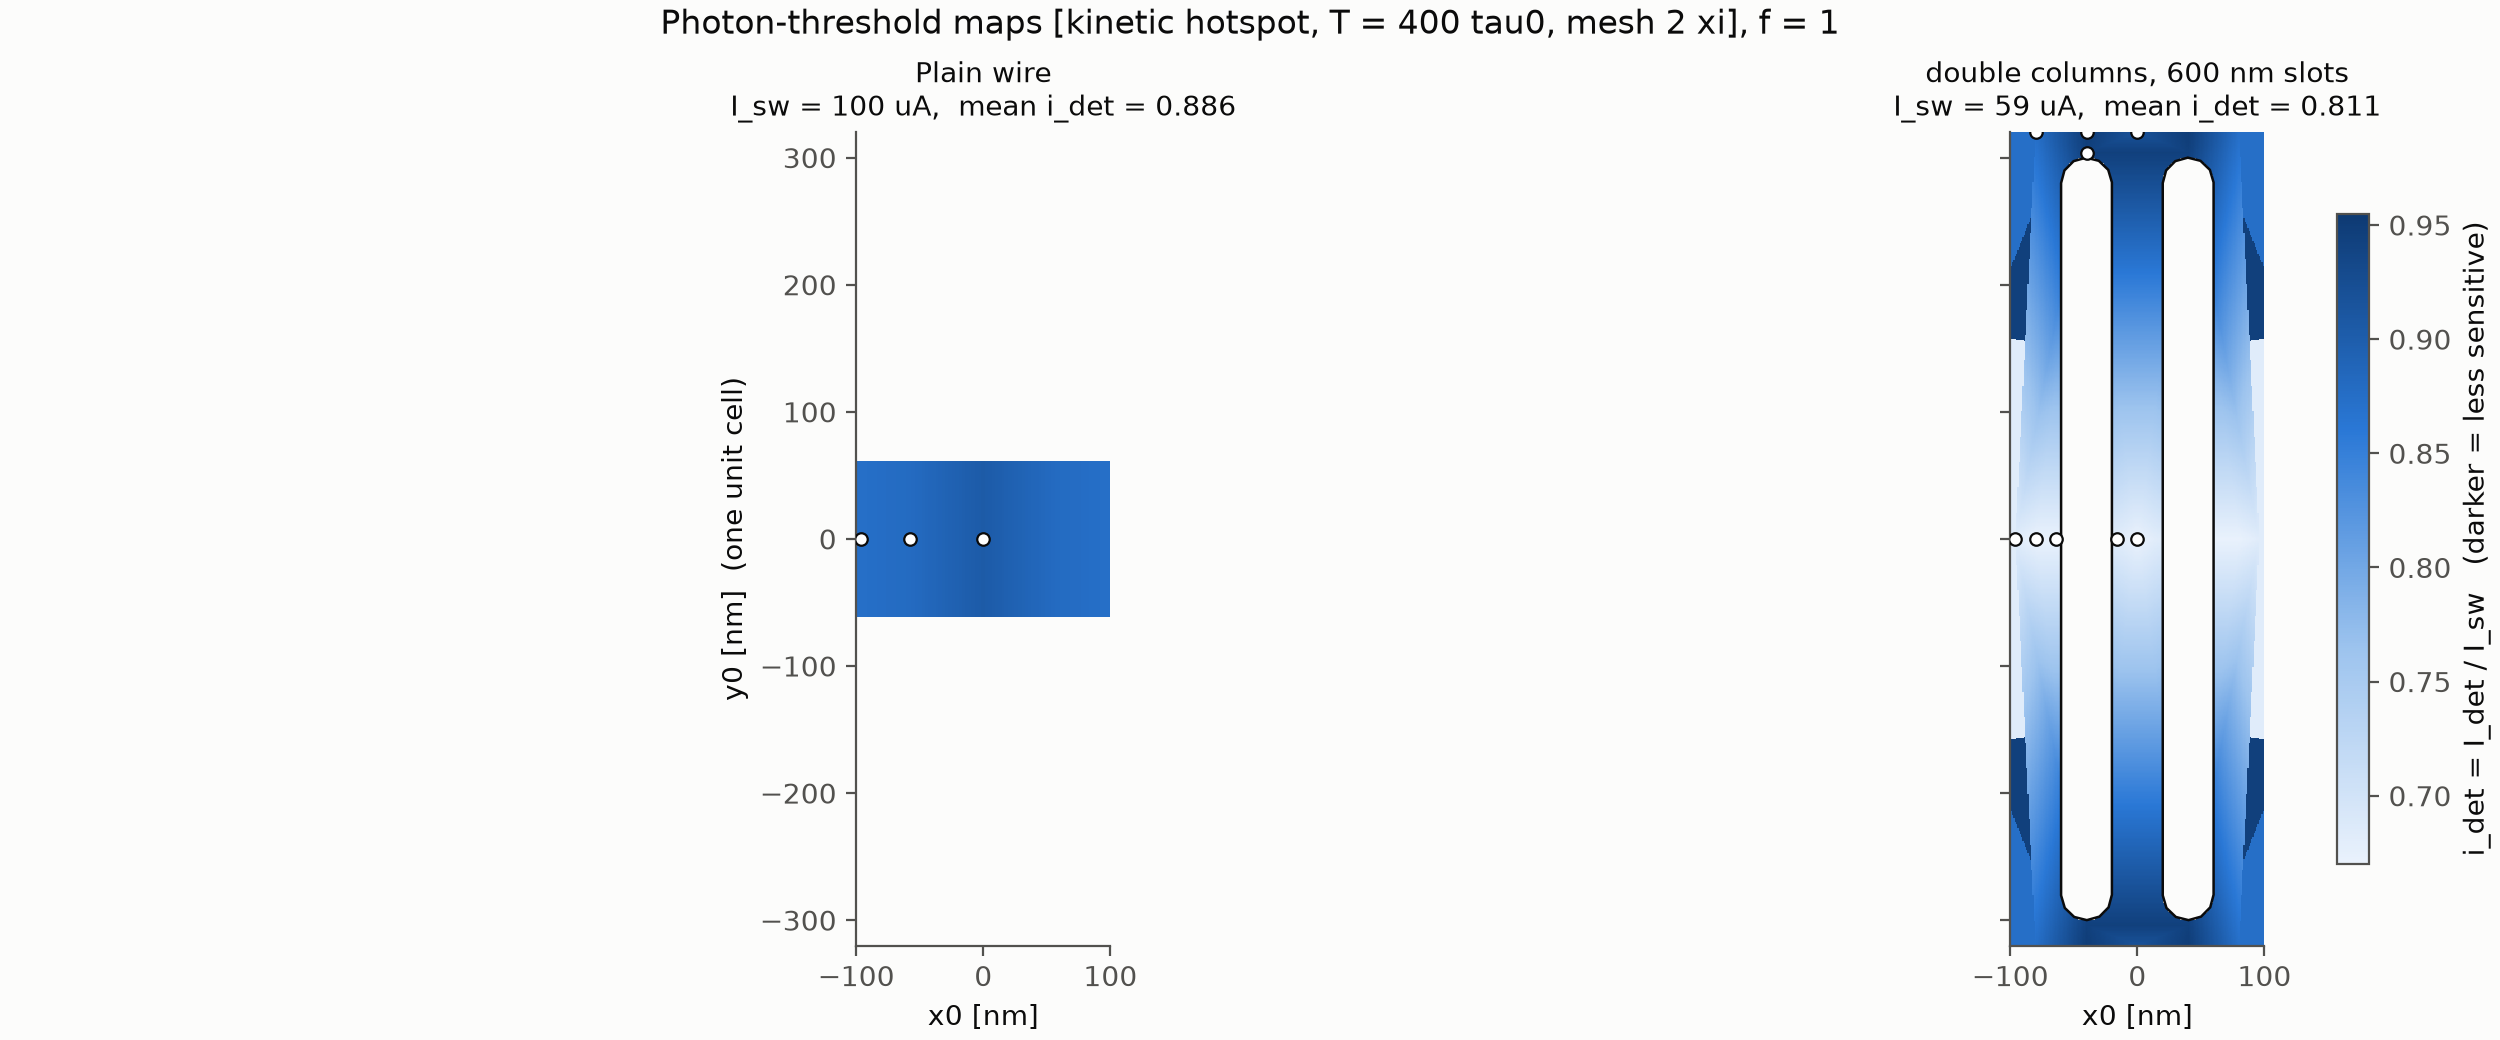 Photon-threshold maps [kinetic hotspot, T = 400 tau0, mesh 2 xi], f = 1
Plain wire
I_sw = 100 uA,  mean i_det = 0.886
300
200
100
0
−100
−200
−300
y0 [nm]  (one unit cell)
−100
0
100
x0 [nm]
double columns, 600 nm slots
I_sw = 59 uA,  mean i_det = 0.811
−100
0
100
x0 [nm]
0.95
0.90
0.85
0.80
0.75
0.70
i_det = I_det / I_sw   (darker = less sensitive)